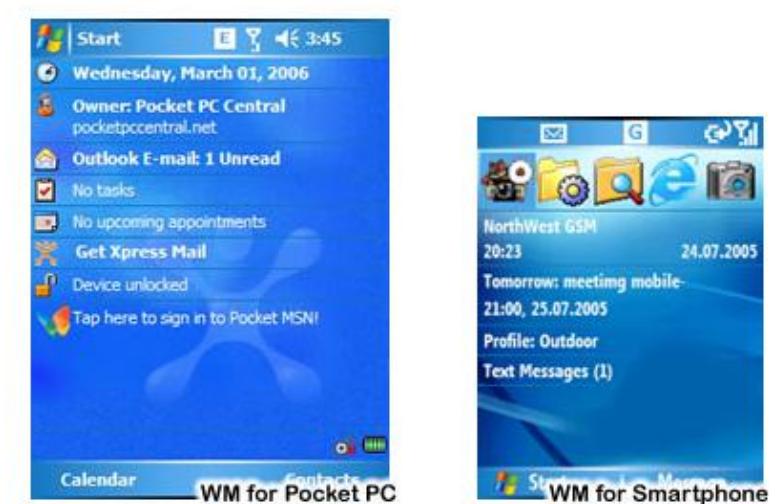 Start E 3:45
Wednesday, March 01, 2006
Owner: Pocket PC Central
pocketpccentral.net
Outlook E-mail: 1 Unread
No tasks
No upcoming appointments
Get Xpress Mail
Device unlocked
Tap here to sign in to Pocket MSN!
Calendar Contacts
WM for Pocket PC
G
NorthWest GSM
20:23 24.07.2005
Tomorrow: meetimg mobile-
21:00, 25.07.2005
Profile: Outdoor
Text Messages (1)
WM for Smartphone